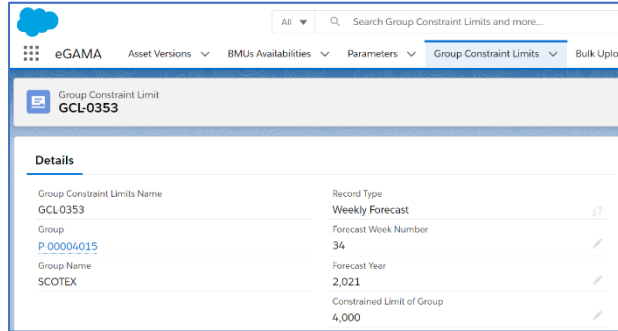 All
Search Group Constraint Limits and more...
eGAMA
Asset Versions
BMUs Availabilities
Parameters
Group Constraint Limits
Bulk Uplo
Group Constraint Limit
GCL-0353
Details
Group Constraint Limits Name
GCL-0353
Group
P-00004015
Group Name
SCOTEX
Record Type
Weekly Forecast
Forecast Week Number
34
Forecast Year
2,021
Constrained Limit of Group
4,000